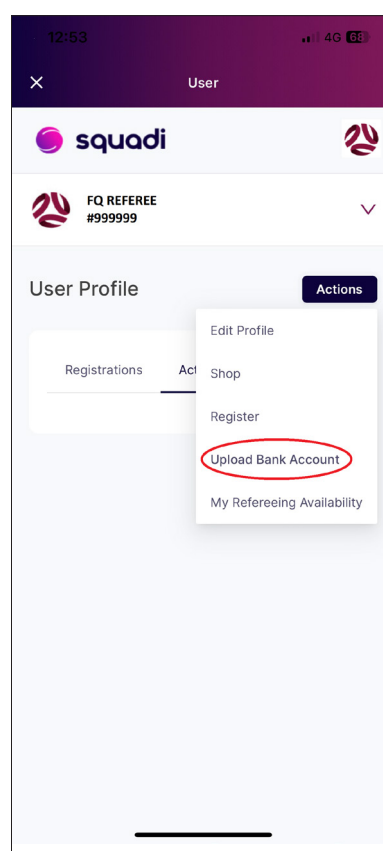 12:53 4G 68
User
squadi
FQ REFEREE
#999999
User Profile
Actions
Edit Profile
Registrations
Shop
Register
Upload Bank Account
My Refereeing Availability